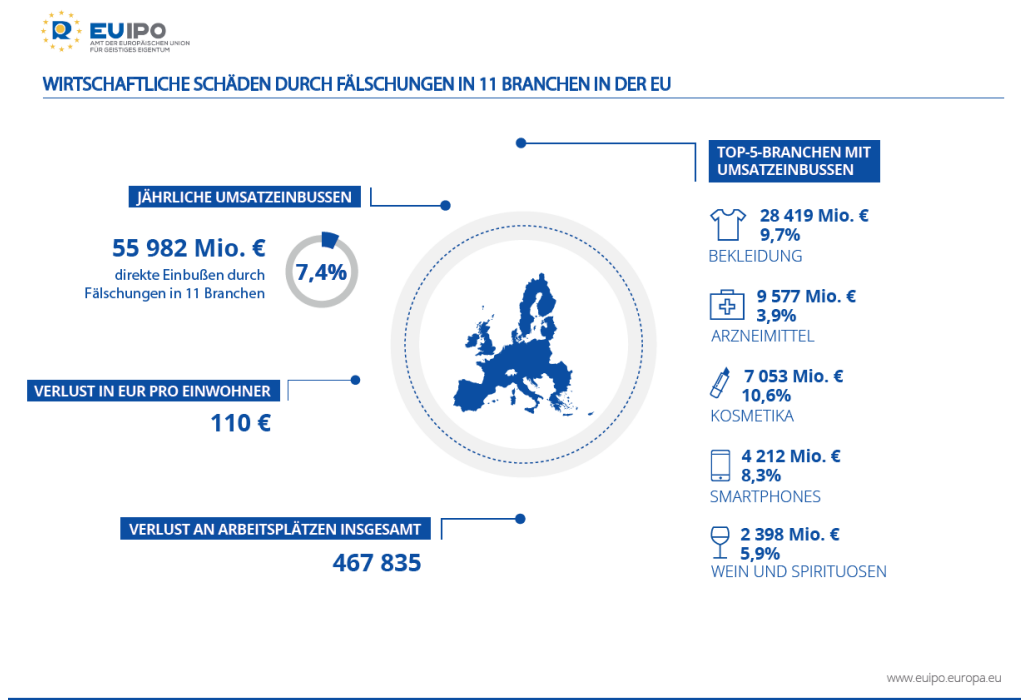 EUIPO
AMT DER EUROPÄISCHEN UNION
FÜR GEISTIGES EIGENTUM
WIRTSCHAFTLICHE SCHÄDEN DURCH FÄLSCHUNGEN IN 11 BRANCHEN IN DER EU
JÄHRLICHE UMSATZEINBUSSEN
55 982 Mio. €
direkte Einbußen durch
Fälschungen in 11 Branchen
7,4%
VERLUST IN EUR PRO EINWOHNER
110 €
VERLUST AN ARBEITSPLÄTZEN INSGESAMT
467 835
TOP-5-BRANCHEN MIT
UMSATZEINBUSSEN
28 419 Mio. €
9,7%
BEKLEIDUNG
9 577 Mio. €
3,9%
ARZNEIMITTEL
7 053 Mio. €
10,6%
KOSMETIKA
4 212 Mio. €
8,3%
SMARTPHONES
2 398 Mio. €
5,9%
WEIN UND SPIRITUOSEN
www.euipo.europa.eu